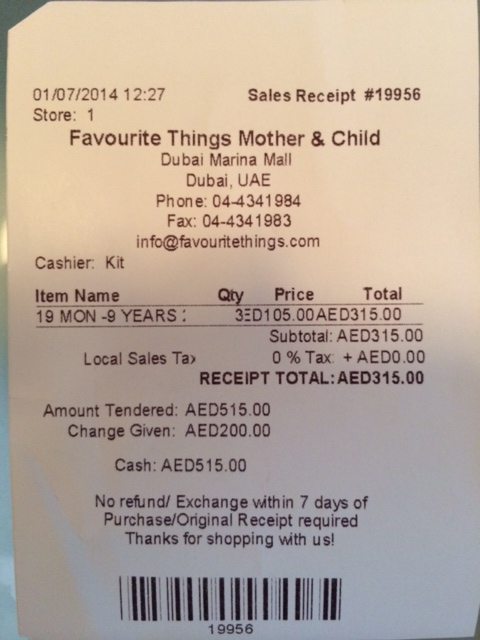 01/07/2014 12:27 Sales Receipt #19956
Store: 1
Favourite Things Mother & Child
Dubai Marina Mall
Dubai, UAE
Phone: 04-4341984
Fax: 04-4341983
info@favouritethings.com
Cashier: Kit
Item Name Qty Price Total
19 MON -9 YEARS : 3ED105.00AED315.00
Subtotal: AED315.00
Local Sales Tax 0 % Tax: + AED0.00
RECEIPT TOTAL: AED315.00
Amount Tendered: AED515.00
Change Given: AED200.00
Cash: AED515.00
No refund/ Exchange within 7 days of
Purchase/Original Receipt required
Thanks for shopping with us!
19956